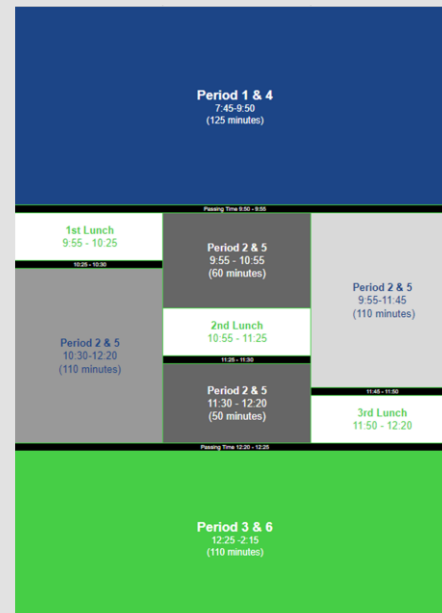 Period 1 & 4
7:45-9:50
(125 minutes)
Passing Time 9:50 - 9:55
1st Lunch
9:55 - 10:25
10:25 - 10:30
Period 2 & 5
10:30-12:20
(110 minutes)
Period 2 & 5
9:55 - 10:55
(60 minutes)
2nd Lunch
10:55 - 11:25
11:25 - 11:30
Period 2 & 5
11:30 - 12:20
(50 minutes)
Period 2 & 5
9:55-11:45
(110 minutes)
11:45 - 11:50
3rd Lunch
11:50 - 12:20
Passing Time 12:20 - 12:25
Period 3 & 6
12:25 -2:15
(110 minutes)